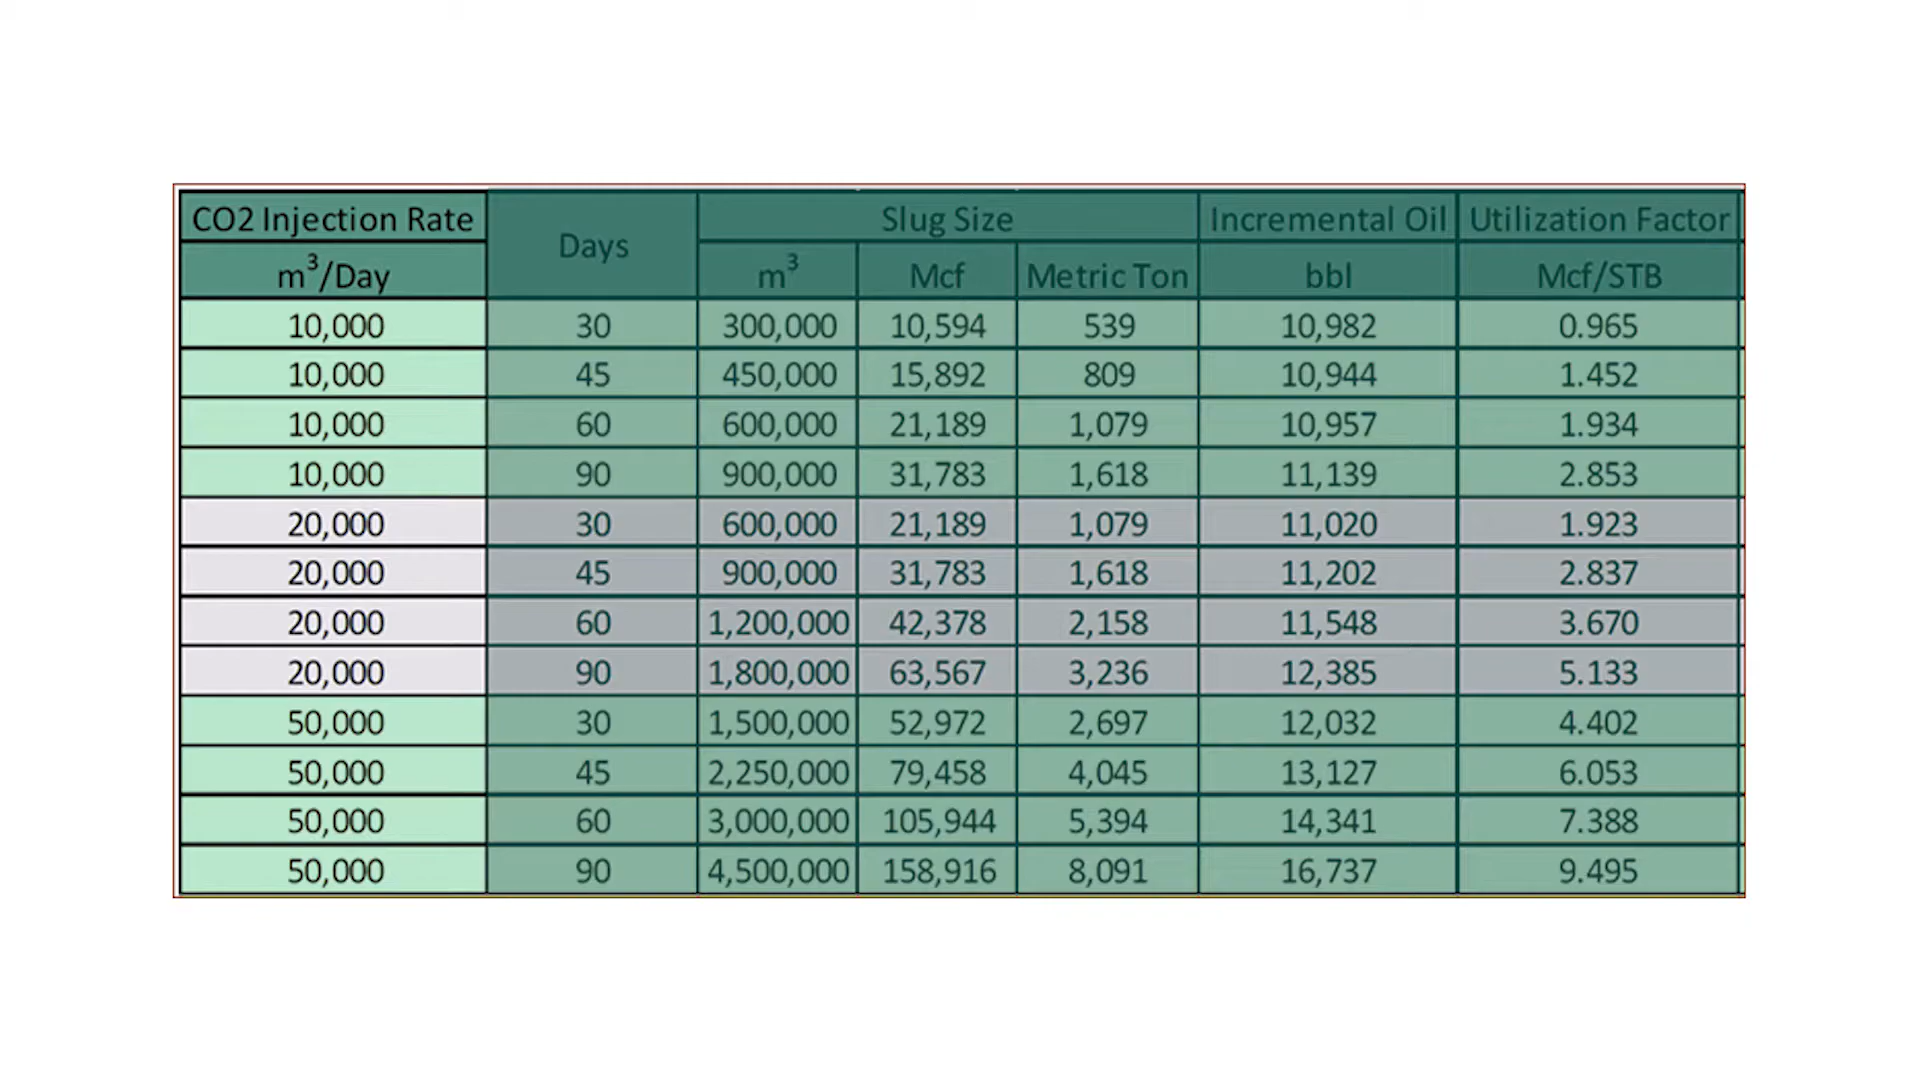 CO2 Injection Rate Days Slug Size Incremental Oil Utilization Factor
m³/Day m³ Mcf Metric Ton bbl Mcf/STB
10,000 30 300,000 10,594 539 10,982 0.965
10,000 45 450,000 15,892 809 10,944 1.452
10,000 60 600,000 21,189 1,079 10,957 1.934
10,000 90 900,000 31,783 1,618 11,139 2.853
20,000 30 600,000 21,189 1,079 11,020 1.923
20,000 45 900,000 31,783 1,618 11,202 2.837
20,000 60 1,200,000 42,378 2,158 11,548 3.670
20,000 90 1,800,000 63,567 3,236 12,385 5.133
50,000 30 1,500,000 52,972 2,697 12,032 4.402
50,000 45 2,250,000 79,458 4,045 13,127 6.053
50,000 60 3,000,000 105,944 5,394 14,341 7.388
50,000 90 4,500,000 158,916 8,091 16,737 9.495